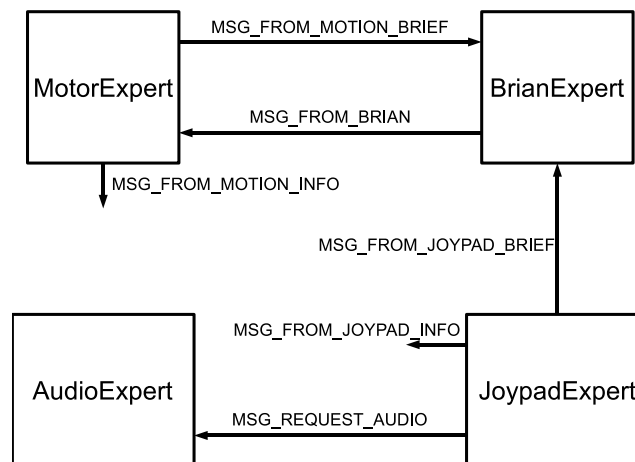 MSG_FROM_MOTION_BRIEF
MotorExpert
BrianExpert
MSG_FROM_BRIAN
MSG_FROM_MOTION_INFO
MSG_FROM_JOYPAD_BRIEF
MSG_FROM_JOYPAD_INFO
AudioExpert
JoypadExpert
MSG_REQUEST_AUDIO